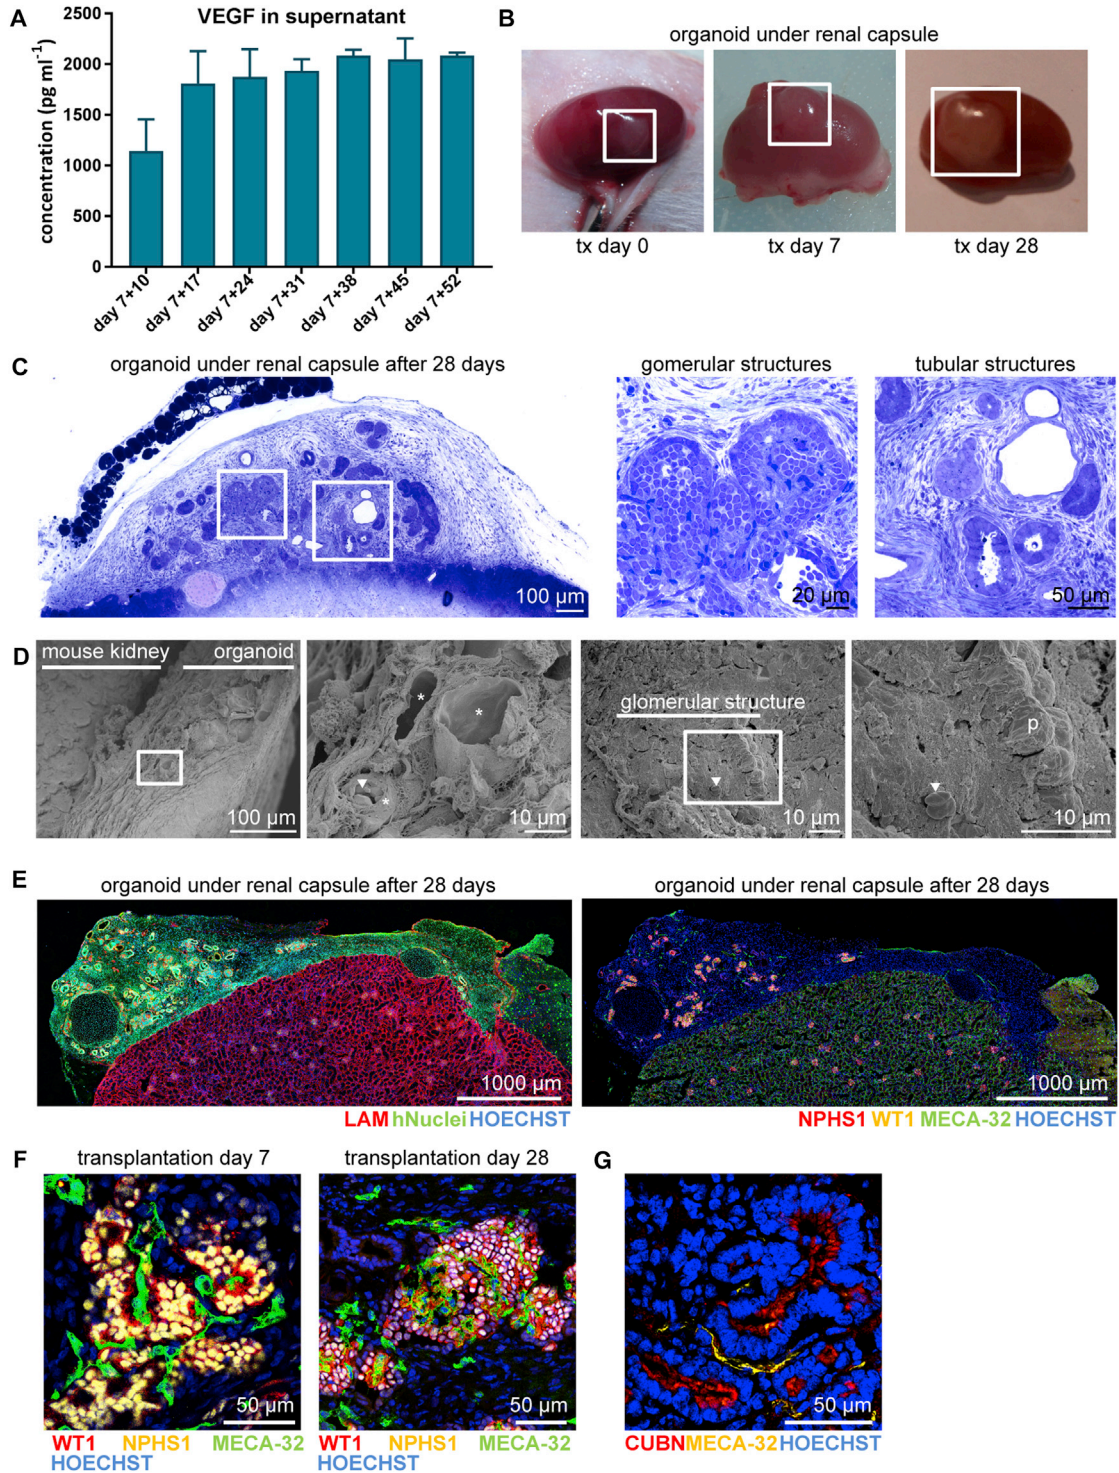 A
VEGF in supernatant
concentration (pg ml⁻¹)
2500
2000
1500
1000
500
0
day 7+10
day 7+17
day 7+24
day 7+31
day 7+38
day 7+45
day 7+52
B
organoid under renal capsule
tx day 0
tx day 7
tx day 28
C
organoid under renal capsule after 28 days
gomerular structures
tubular structures
100 µm
20 µm
50 µm
D
mouse kidney
organoid
100 µm
*
*
*
10 µm
glomerular structure
10 µm
p
10 µm
E
organoid under renal capsule after 28 days
organoid under renal capsule after 28 days
1000 µm
1000 µm
LAM hNuclei HOECHST
NPHS1 WT1 MECA-32 HOECHST
F
transplantation day 7
transplantation day 28
G
50 µm
50 µm
50 µm
WT1 NPHS1 MECA-32
HOECHST
WT1 NPHS1 MECA-32
HOECHST
CUBN MECA-32 HOECHST